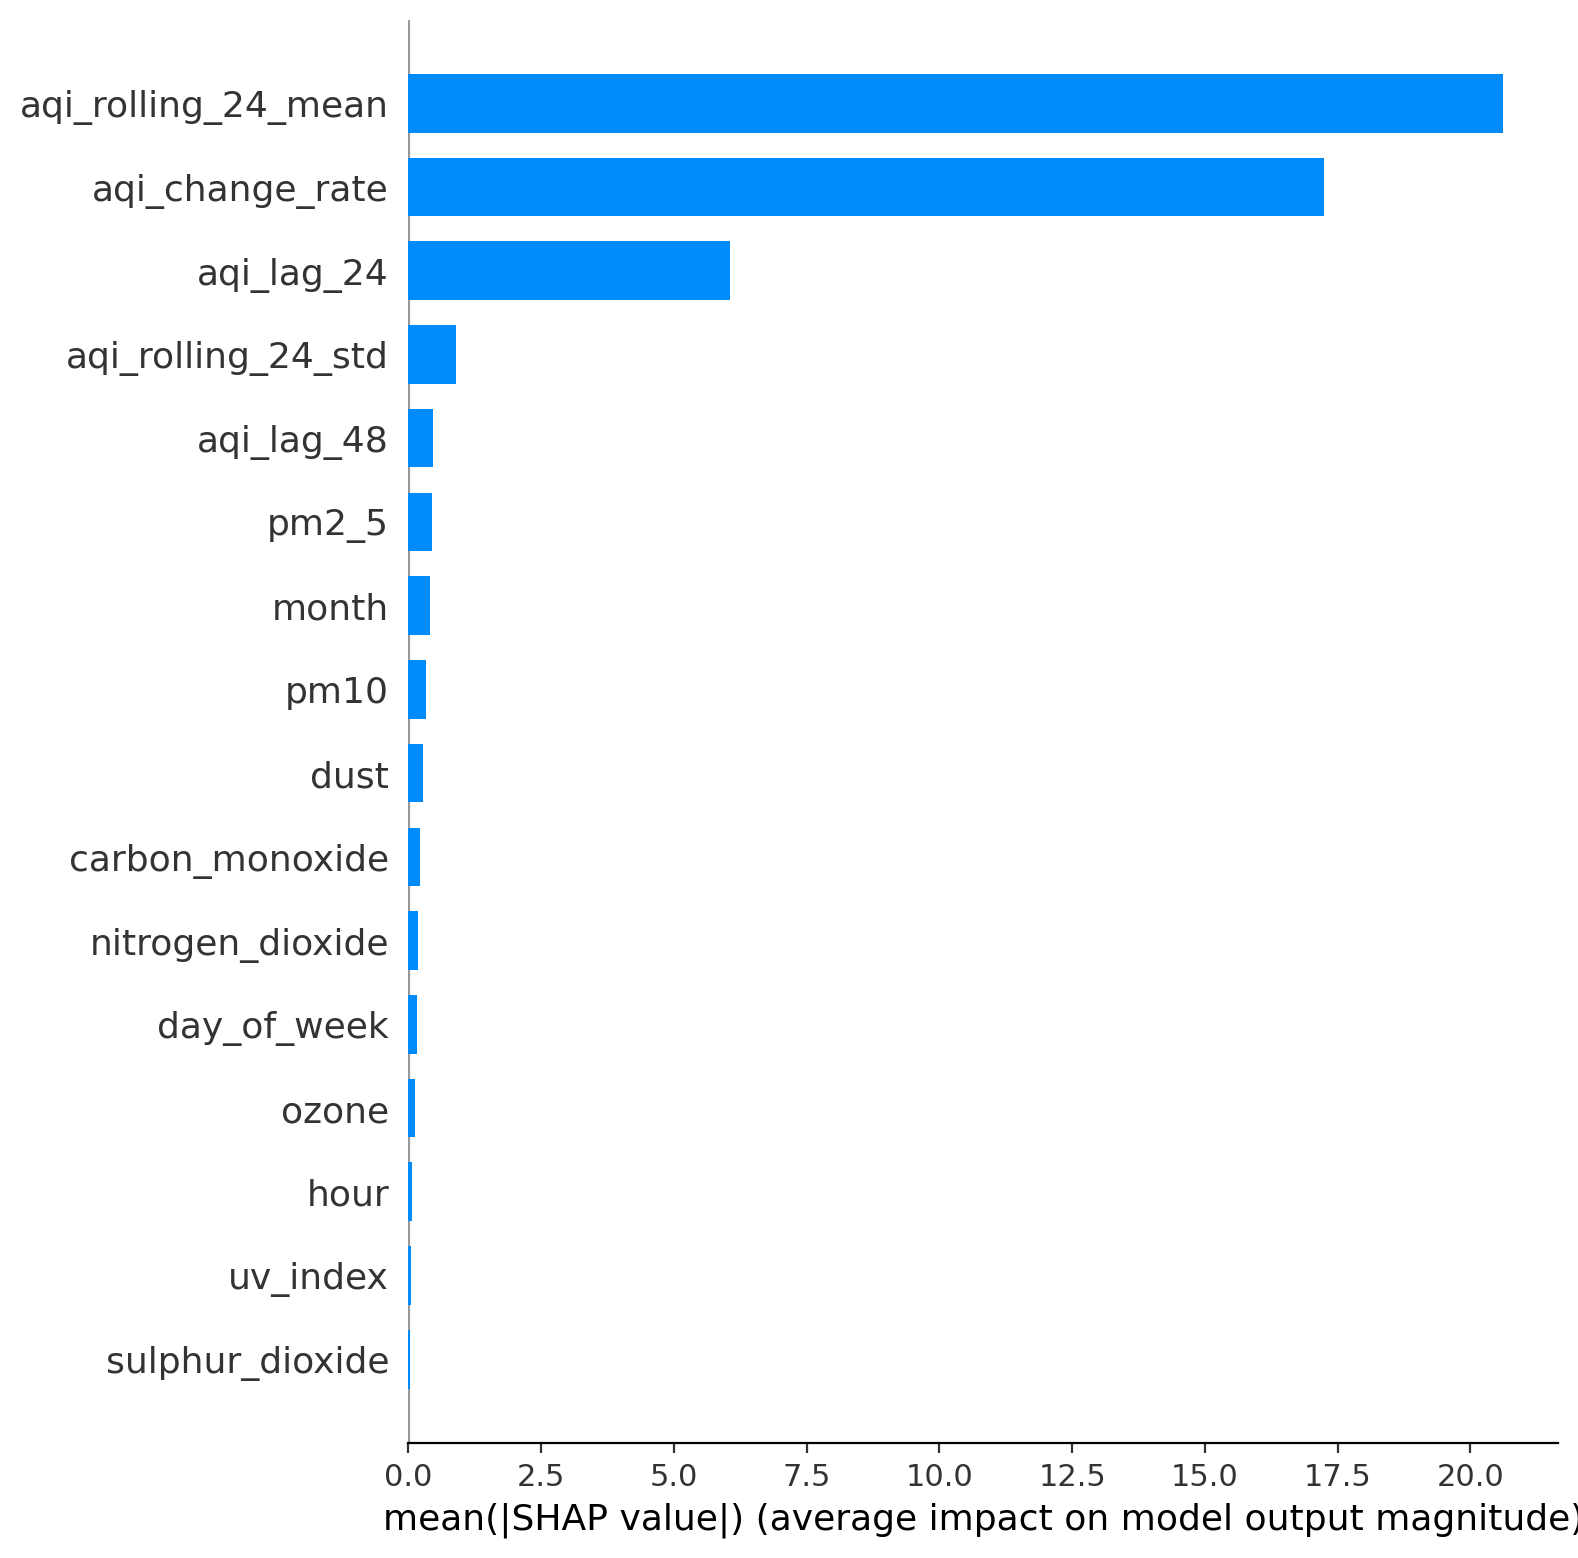 aqi_rolling_24_mean
aqi_change_rate
aqi_lag_24
aqi_rolling_24_std
aqi_lag_48
pm2_5
month
pm10
dust
carbon_monoxide
nitrogen_dioxide
day_of_week
ozone
hour
uv_index
sulphur_dioxide
0.0 2.5 5.0 7.5 10.0 12.5 15.0 17.5 20.0
mean(|SHAP value|) (average impact on model output magnitude)